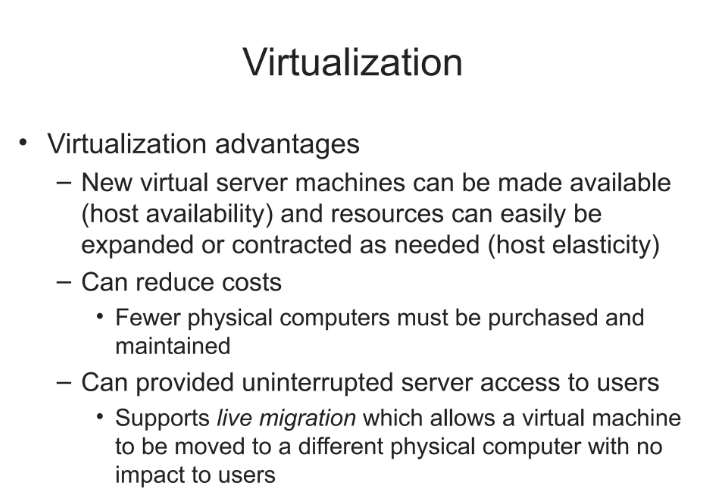 Virtualization
• Virtualization advantages
– New virtual server machines can be made available
(host availability) and resources can easily be
expanded or contracted as needed (host elasticity)
– Can reduce costs
• Fewer physical computers must be purchased and
maintained
– Can provided uninterrupted server access to users
• Supports live migration which allows a virtual machine
to be moved to a different physical computer with no
impact to users